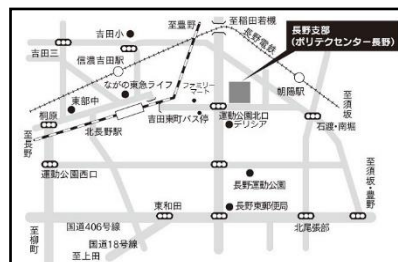 至豊野
至稲田若槻
長野支部
(ポリテクセンター長野)
吉田小
吉田三
長野電鉄
信濃吉田駅
ながの東急ライフ
ファミリー
マート
朝陽駅
至須坂
東部中
桐原
北長野駅
吉田東町バス停
運動公園北口
デリシア
石渡・南堀
至長野
運動公園西口
長野運動公園
至須坂・豊野
東和田
長野東郵便局
国道406号線
北尾張部
至柳町
国道18号線
至上田